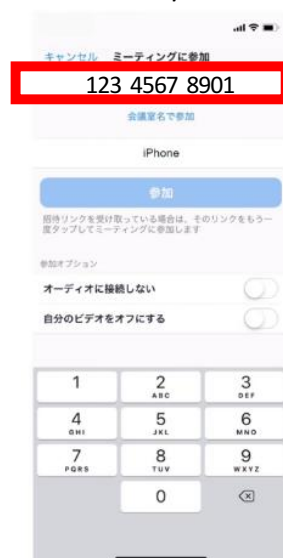 キャンセル ミーティングに参加
123 4567 8901
会議室名で参加
iPhone
参加
招待リンクを受け取っている場合は、そのリンクをもう一
度タップしてミーティングに参加します
参加オプション
オーディオに接続しない
自分のビデオをオフにする
1 2 3
ABC DEF
4 5 6
GHI JKL MNO
7 8 9
PQRS TUV WXYZ
0